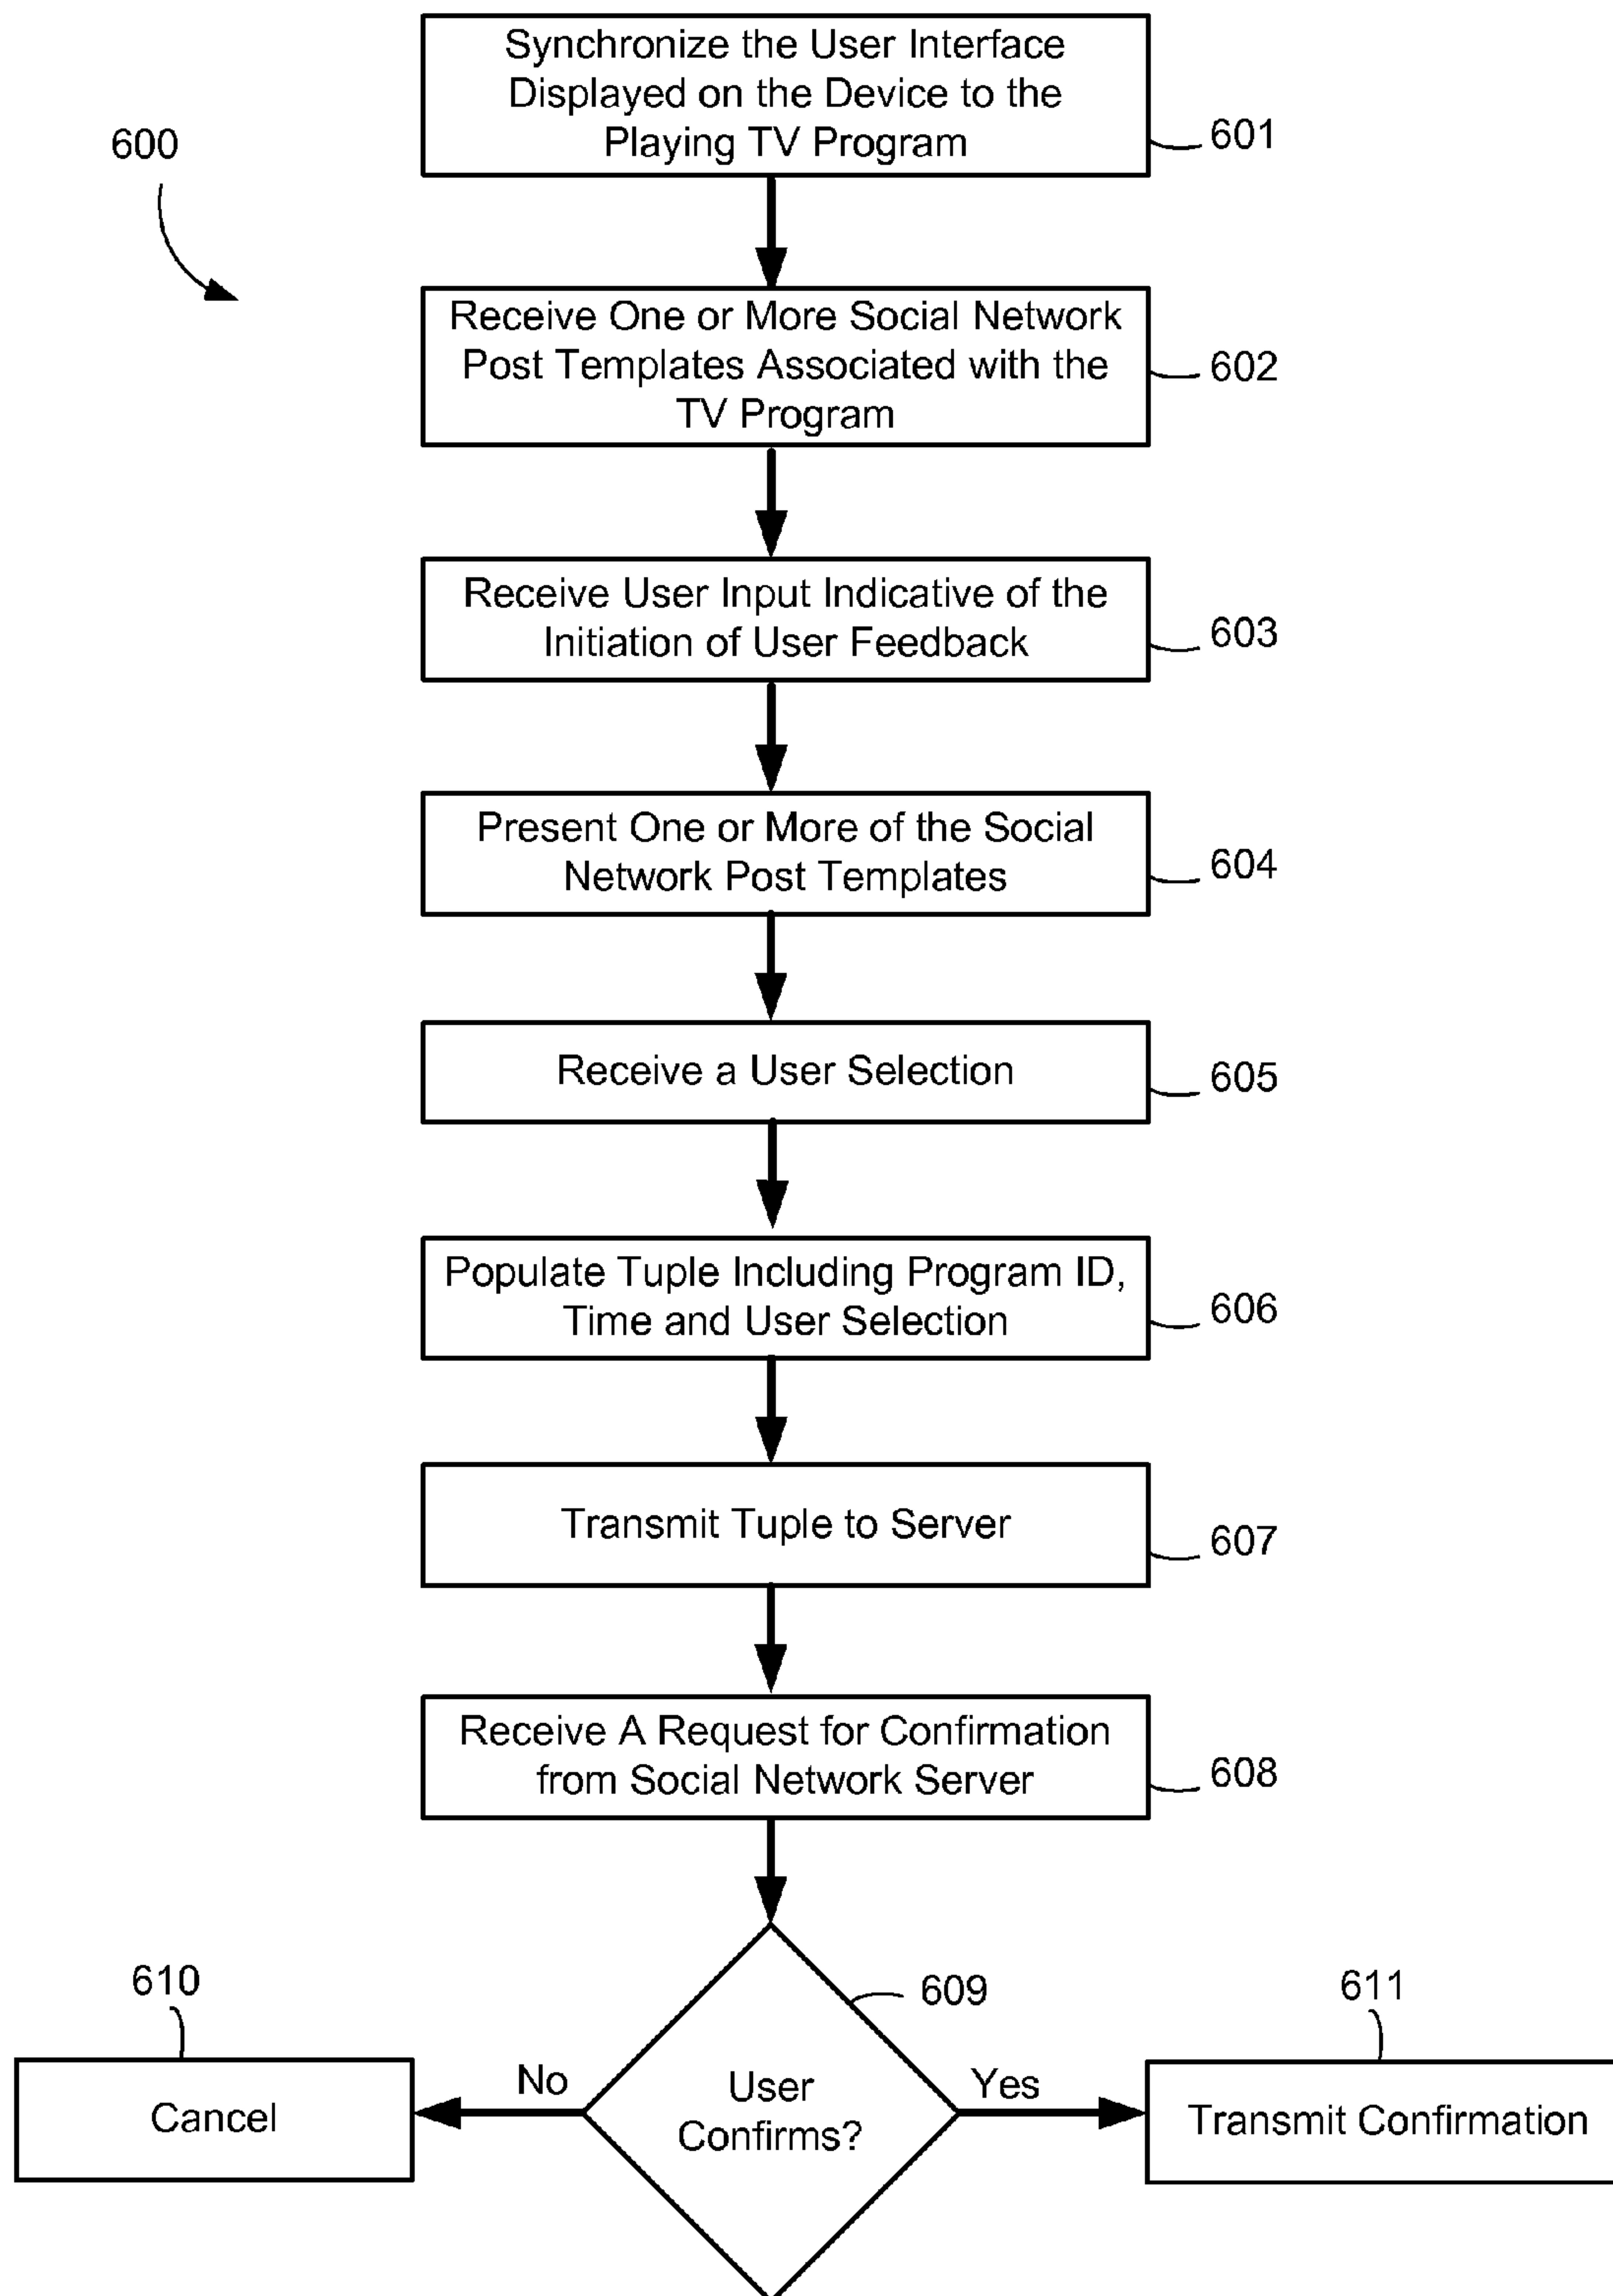 Synchronize the User Interface
Displayed on the Device to the
Playing TV Program
601
600
Receive One or More Social Network
Post Templates Associated with the
TV Program
602
Receive User Input Indicative of the
Initiation of User Feedback
603
Present One or More of the Social
Network Post Templates
604
Receive a User Selection
605
Populate Tuple Including Program ID,
Time and User Selection
606
Transmit Tuple to Server
607
Receive A Request for Confirmation
from Social Network Server
608
609
610
611
No
Yes
User
Confirms?
Cancel
Transmit Confirmation